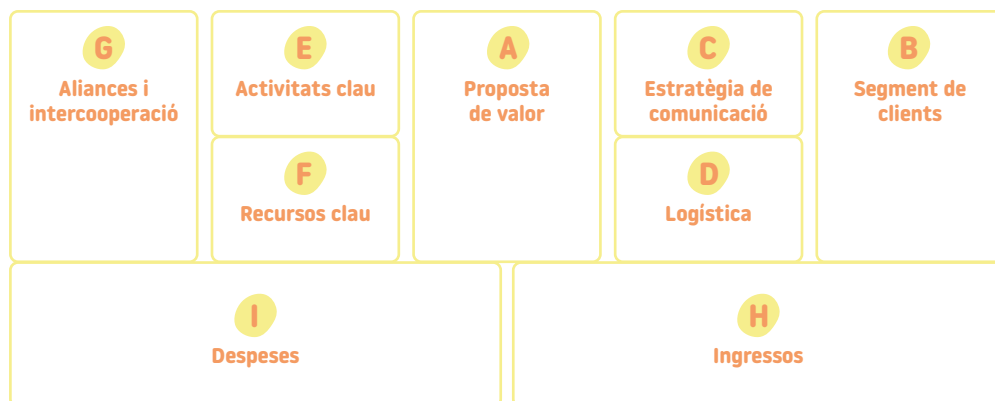 G
Aliances i
intercooperació
E
Activitats clau
F
Recursos clau
A
Proposta
de valor
C
Estratègia de
comunicació
D
Logística
B
Segment de
clients
I
Despeses
H
Ingressos